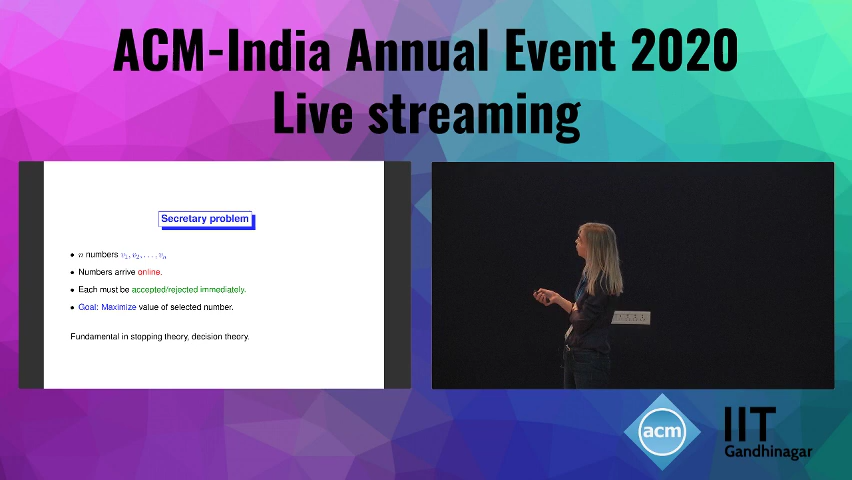 ACM-India Annual Event 2020
Live streaming
Secretary problem
• n numbers v₁, v₂, . . . , vₙ
• Numbers arrive online.
• Each must be accepted/rejected immediately.
• Goal: Maximize value of selected number.
Fundamental in stopping theory, decision theory.
acm
IIT
Gandhinagar